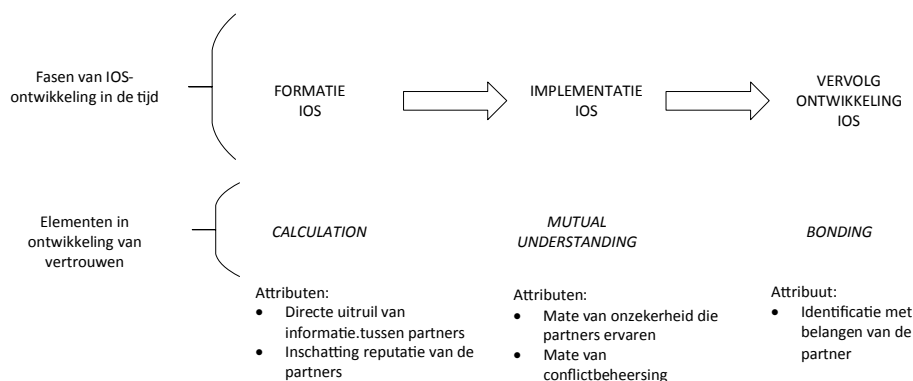 Fasen van IOS-
ontwikkeling in de tijd
FORMATIE
IOS
IMPLEMENTATIE
IOS
VERVOLG
ONTWIKKELING
IOS
Elementen in
ontwikkeling van
vertrouwen
CALCULATION
MUTUAL
UNDERSTANDING
BONDING
Attributen:
• Directe uitruil van
informatie.tussen partners
• Inschatting reputatie van de
partners
Attributen:
• Mate van onzekerheid die
partners ervaren
• Mate van
conflictbeheersing
Attribuut:
• Identificatie met
belangen van de
partner